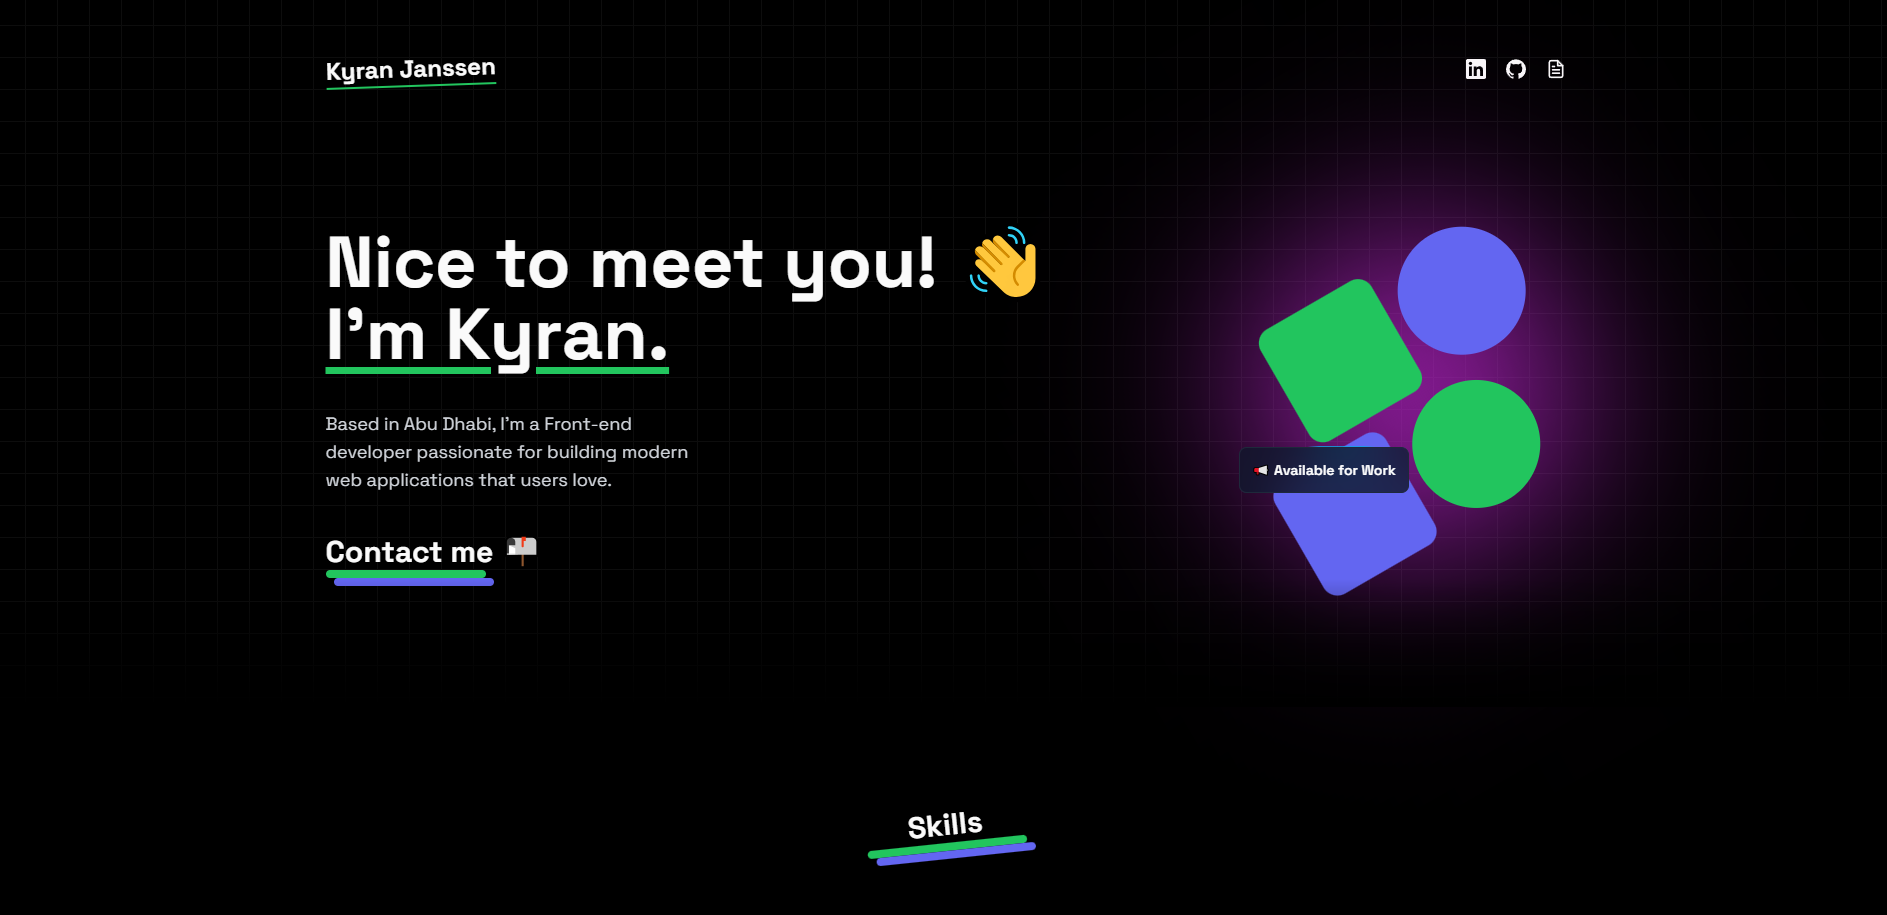 Kyran Janssen
Nice to meet you! 👋
I’m Kyran.
Based in Abu Dhabi, I’m a Front-end
developer passionate for building modern
web applications that users love.
Available for Work
Contact me
Skills